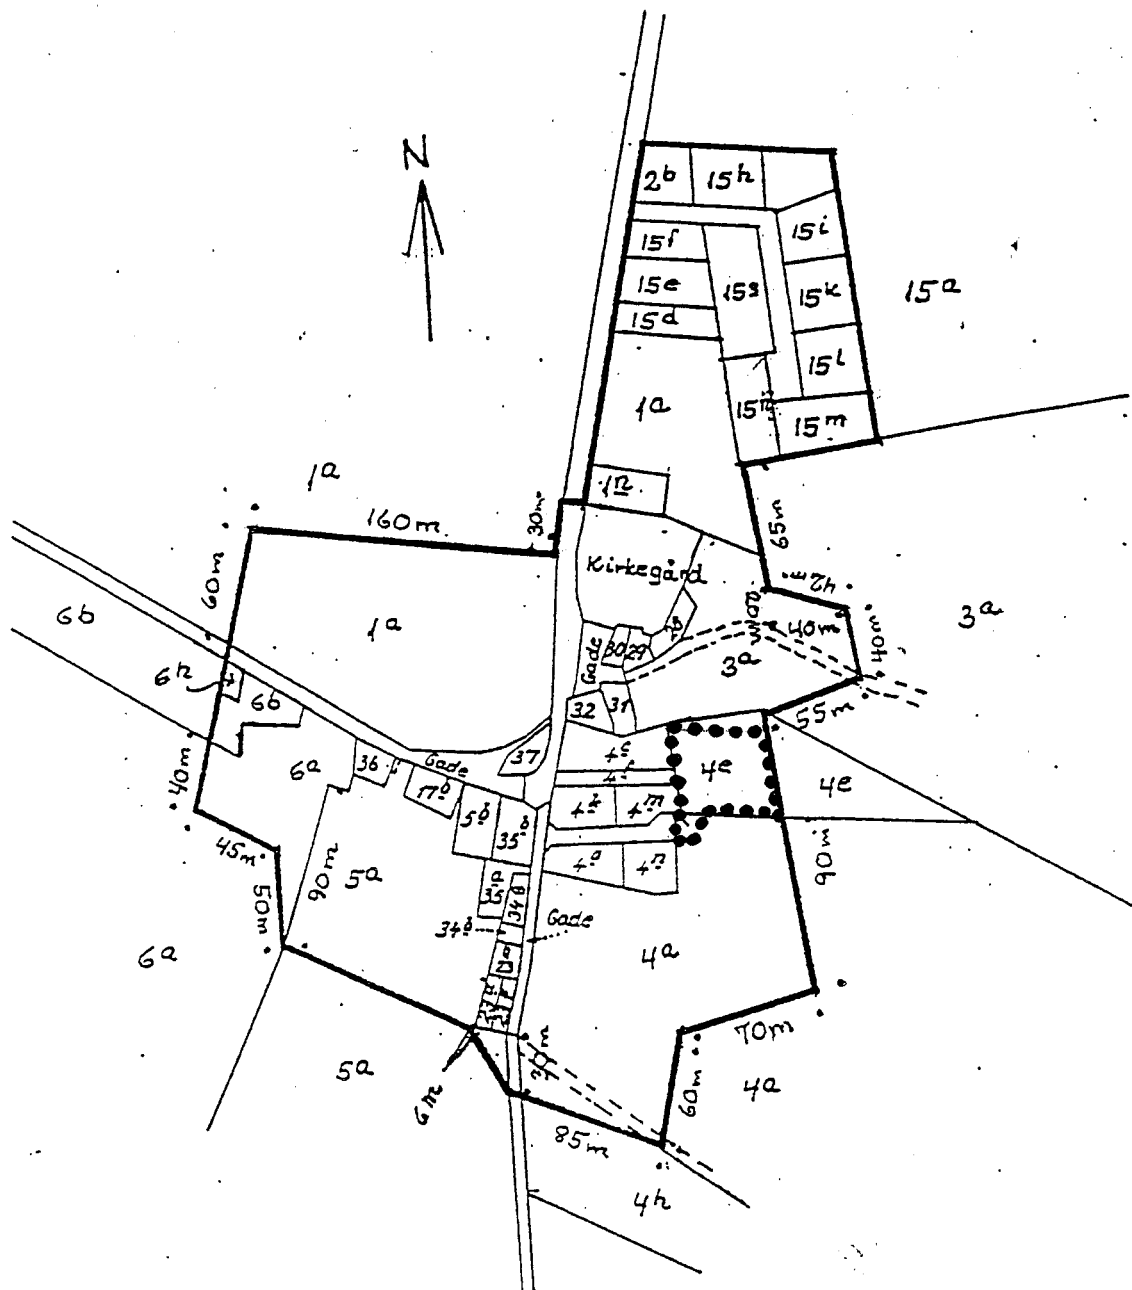 N
2b 15h
15f 15i
15e 15g 15k 15a
15d
15l
1a
15n 15m
1a 1n
160m 30m 65m
Kirkegård
60m 42m
6b 1a 40m 40m 3a
30 29
Gade 3a
6h
6b 32 31 55m
37 4c
6a 36 Gade 4f 4e 4e
17b
40m 5b 35b 4k 4m
45m 90m 90m
5a 4g 4n
50m 35a
34a
34b Gade
6a 4a
70m
5a 30m 4a
6m 60m
85m
4h